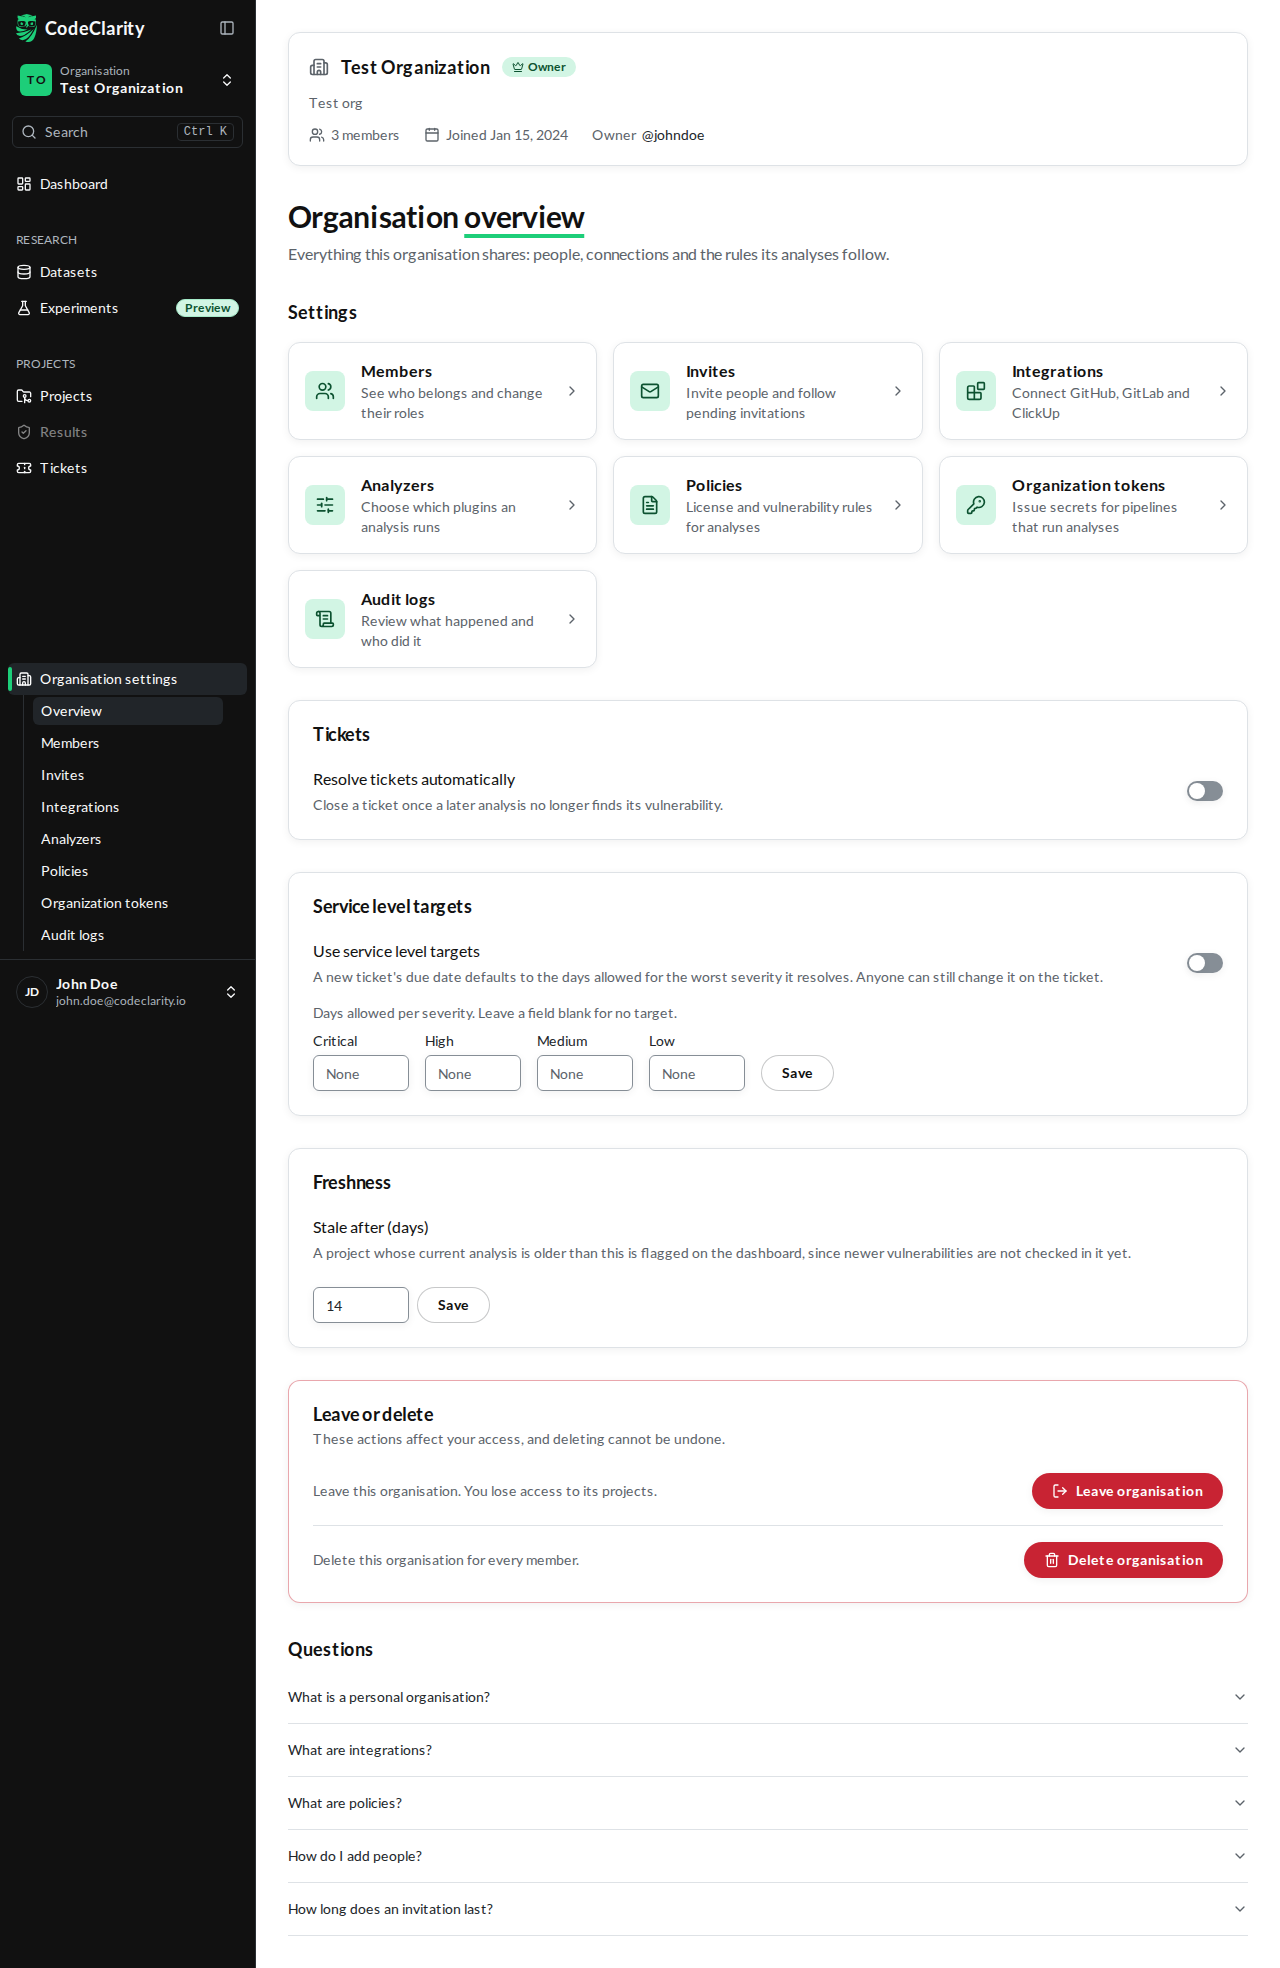 CodeClarity
TO
Organisation
Test Organization
Search
Ctrl K
Dashboard
RESEARCH
Datasets
Experiments
Preview
PROJECTS
Projects
Results
Tickets
Organisation settings
Overview
Members
Invites
Integrations
Analyzers
Policies
Organization tokens
Audit logs
JD
John Doe
john.doe@codeclarity.io
Test Organization
Owner
Test org
3 members
Joined Jan 15, 2024
Owner @johndoe
Organisation overview
Everything this organisation shares: people, connections and the rules its analyses follow.
Settings
Members
See who belongs and change
their roles
Invites
Invite people and follow
pending invitations
Integrations
Connect GitHub, GitLab and
ClickUp
Analyzers
Choose which plugins an
analysis runs
Policies
License and vulnerability rules
for analyses
Organization tokens
Issue secrets for pipelines
that run analyses
Audit logs
Review what happened and
who did it
Tickets
Resolve tickets automatically
Close a ticket once a later analysis no longer finds its vulnerability.
Service level targets
Use service level targets
A new ticket's due date defaults to the days allowed for the worst severity it resolves. Anyone can still change it on the ticket.
Days allowed per severity. Leave a field blank for no target.
Critical
High
Medium
Low
None
None
None
None
Save
Freshness
Stale after (days)
A project whose current analysis is older than this is flagged on the dashboard, since newer vulnerabilities are not checked in it yet.
14
Save
Leave or delete
These actions affect your access, and deleting cannot be undone.
Leave this organisation. You lose access to its projects.
Leave organisation
Delete this organisation for every member.
Delete organisation
Questions
What is a personal organisation?
What are integrations?
What are policies?
How do I add people?
How long does an invitation last?